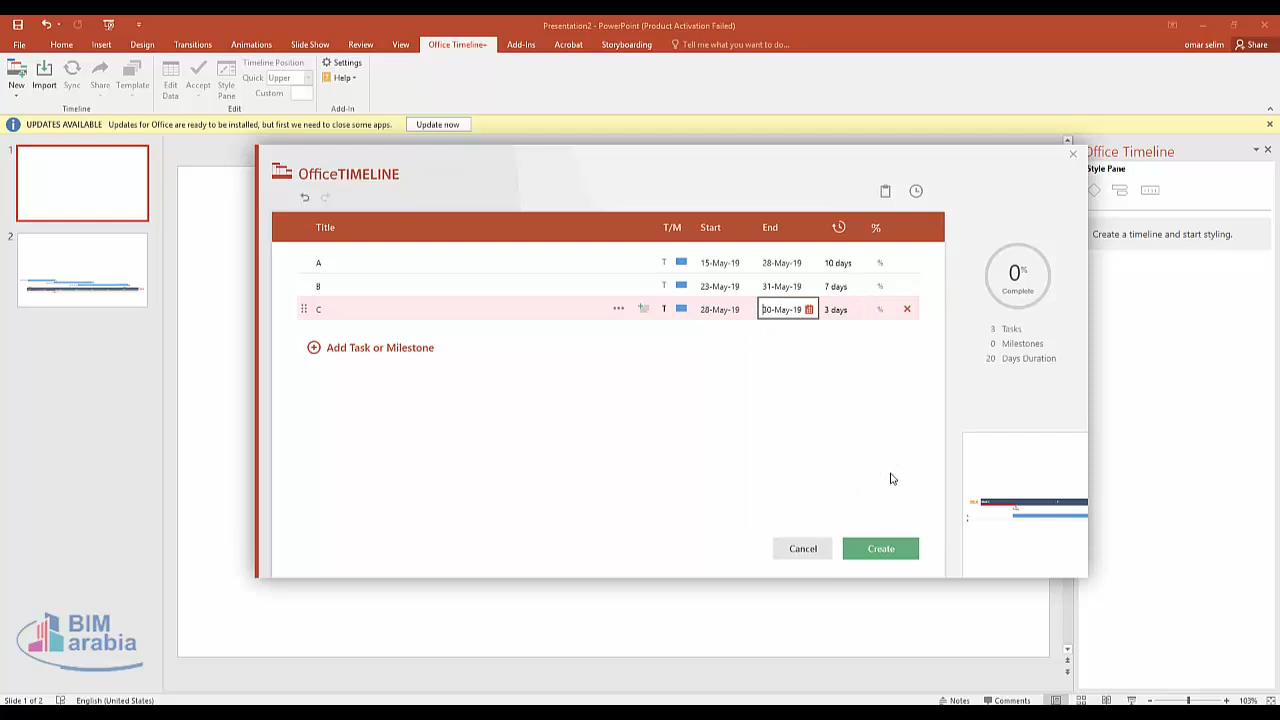 Presentation2 - PowerPoint (Product Activation Failed)
File Home Insert Design Transitions Animations Slide Show Review View Office Timeline+ Add-Ins Acrobat Storyboarding Tell me what you want to do... omar selim Share
New Import Sync Share Template Edit Data Accept Style Pane
Timeline Position
Quick Upper
Custom
Settings
Help
Timeline Edit Add-In
UPDATES AVAILABLE Updates for Office are ready to be installed, but first we need to close some apps. Update now
1
2
OfficeTIMELINE
Title T/M Start End %
A T 15-May-19 28-May-19 10 days %
B T 23-May-19 31-May-19 7 days %
C T 28-May-19 30-May-19 3 days %
Add Task or Milestone
0%
Complete
3 Tasks
0 Milestones
20 Days Duration
Cancel Create
Office Timeline
Style Pane
Create a timeline and start styling.
BIM
arabia
Slide 1 of 2 English (United States) Notes Comments 103%